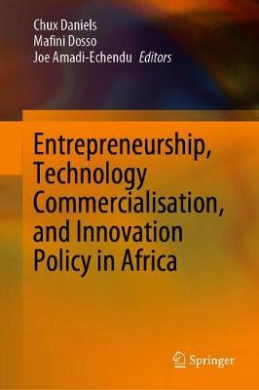 Chux Daniels
Mafini Dosso
Joe Amadi-Echendu Editors
Entrepreneurship,
Technology
Commercialisation,
and Innovation
Policy in Africa
Springer